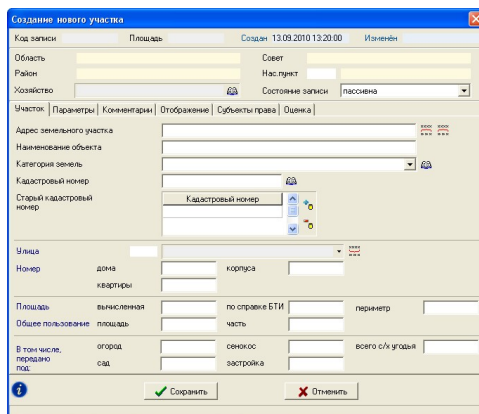 Создание нового участка
Код записи Площадь Создан 13.09.2010 13:20:00 Изменён
Область Совет
Район Нас.пункт
Хозяйство Состояние записи пассивна
Участок Параметры Комментарии Отображение Субъекты права Оценка
Адрес земельного участка
Наименование объекта
Категория земель
Кадастровый номер
Старый кадастровый номер Кадастровый номер
Улица
Номер дома корпуса
квартиры
Площадь вычисленная по справке БТИ периметр
Общее пользование площадь часть
В том числе, передано под: огород сенокос всего с/х угодья
сад застройка
Сохранить Отменить